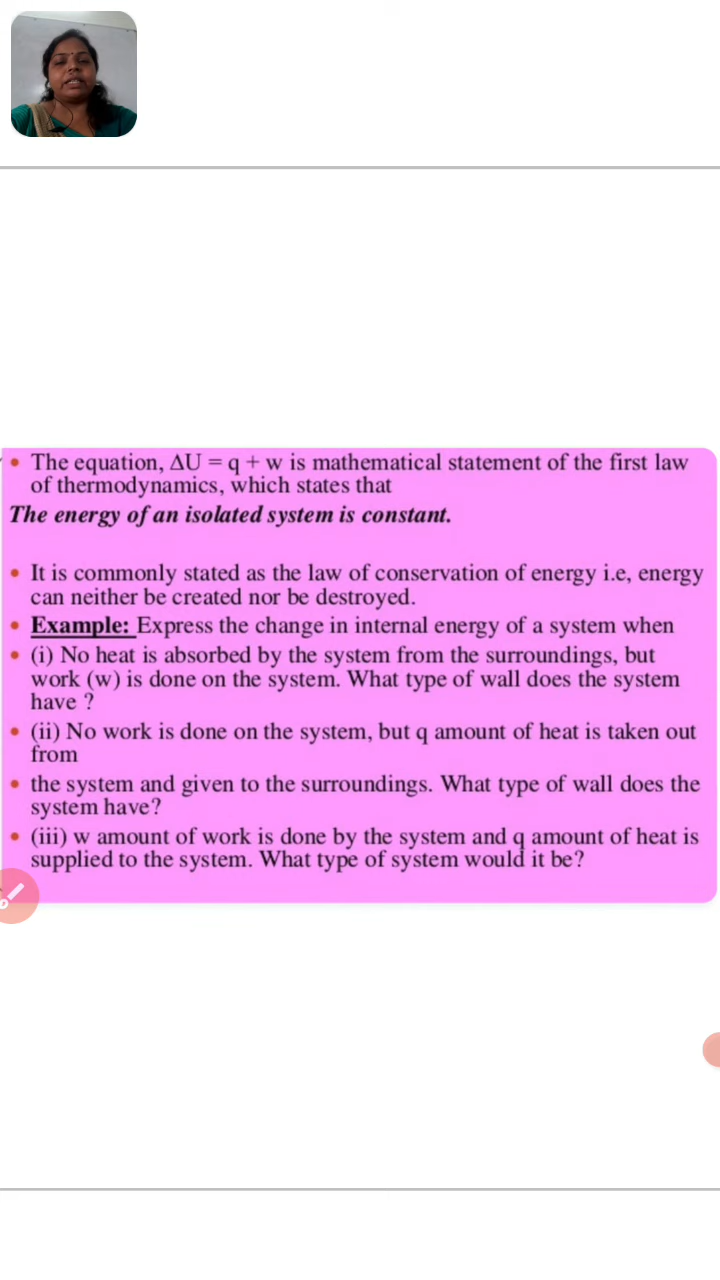 • The equation, ΔU = q + w is mathematical statement of the first law
of thermodynamics, which states that
The energy of an isolated system is constant.
• It is commonly stated as the law of conservation of energy i.e, energy
can neither be created nor be destroyed.
• Example: Express the change in internal energy of a system when
• (i) No heat is absorbed by the system from the surroundings, but
work (w) is done on the system. What type of wall does the system
have ?
• (ii) No work is done on the system, but q amount of heat is taken out
from
• the system and given to the surroundings. What type of wall does the
system have?
• (iii) w amount of work is done by the system and q amount of heat is
supplied to the system. What type of system would it be?